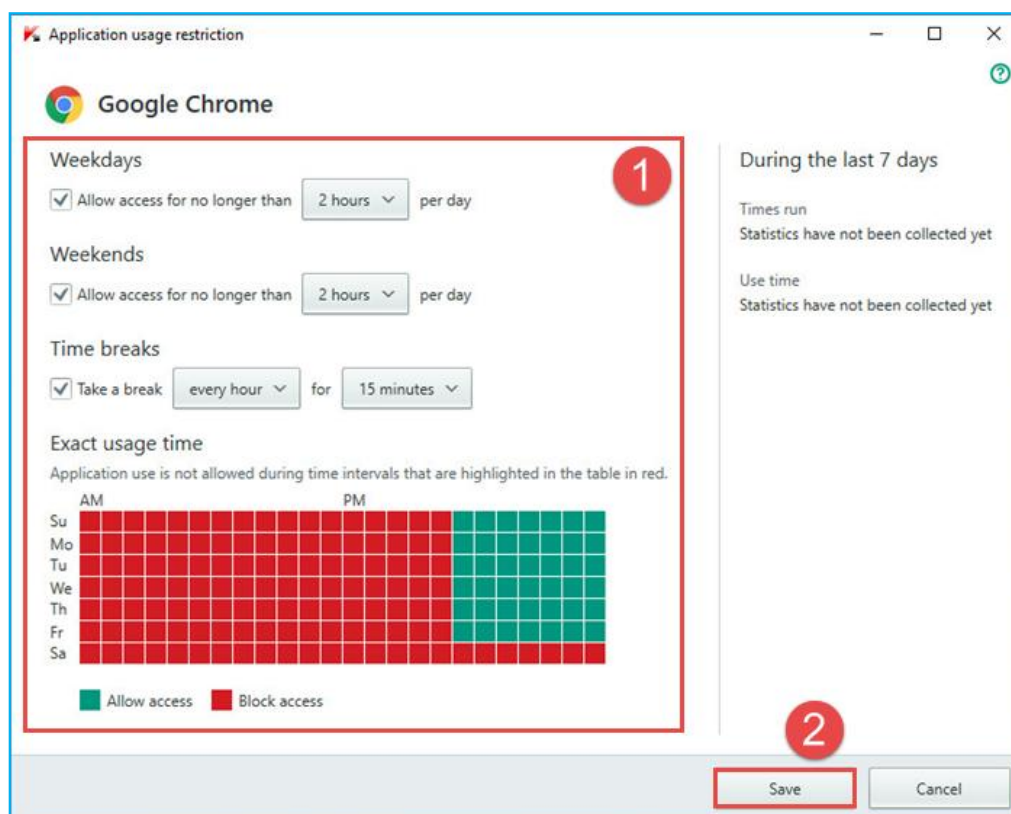 Application usage restriction
Google Chrome
Weekdays
1
Allow access for no longer than 2 hours per day
Weekends
Allow access for no longer than 2 hours per day
Time breaks
Take a break every hour for 15 minutes
Exact usage time
Application use is not allowed during time intervals that are highlighted in the table in red.
AM PM
Su
Mo
Tu
We
Th
Fr
Sa
Allow access Block access
During the last 7 days
Times run
Statistics have not been collected yet
Use time
Statistics have not been collected yet
2
Save Cancel